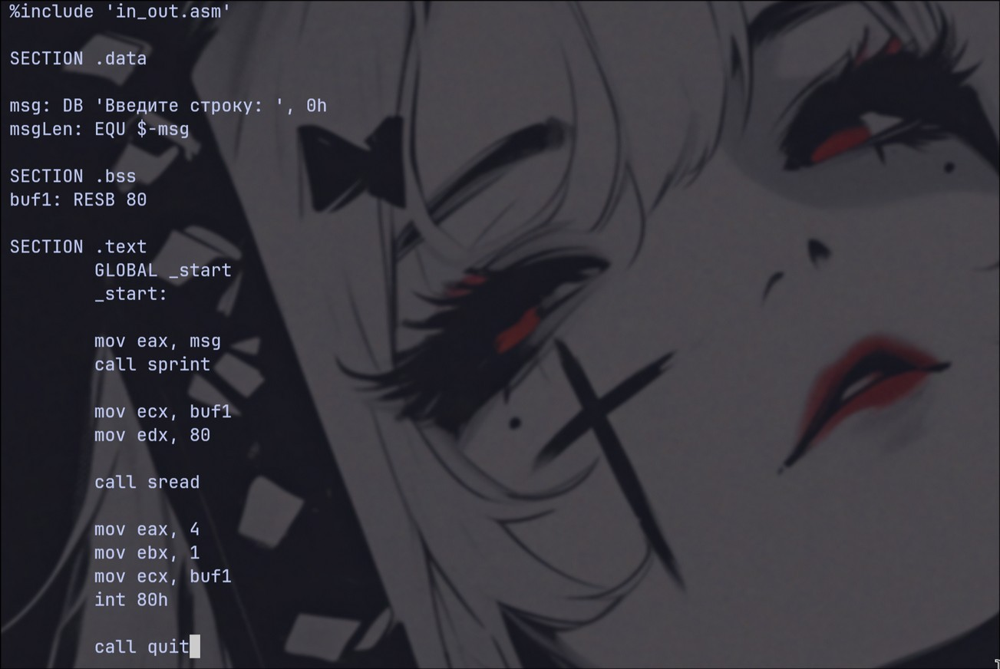 %include 'in_out.asm'
SECTION .data
msg: DB 'Введите строку: ', 0h
msgLen: EQU $-msg
SECTION .bss
buf1: RESB 80
SECTION .text
GLOBAL _start
_start:
mov eax, msg
call sprint
mov ecx, buf1
mov edx, 80
call sread
mov eax, 4
mov ebx, 1
mov ecx, buf1
int 80h
call quit